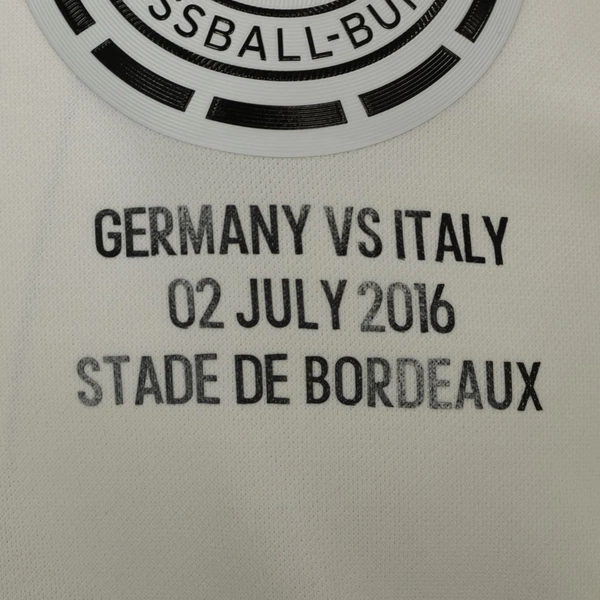 SSBALL-BU
GERMANY VS ITALY
02 JULY 2016
STADE DE BORDEAUX